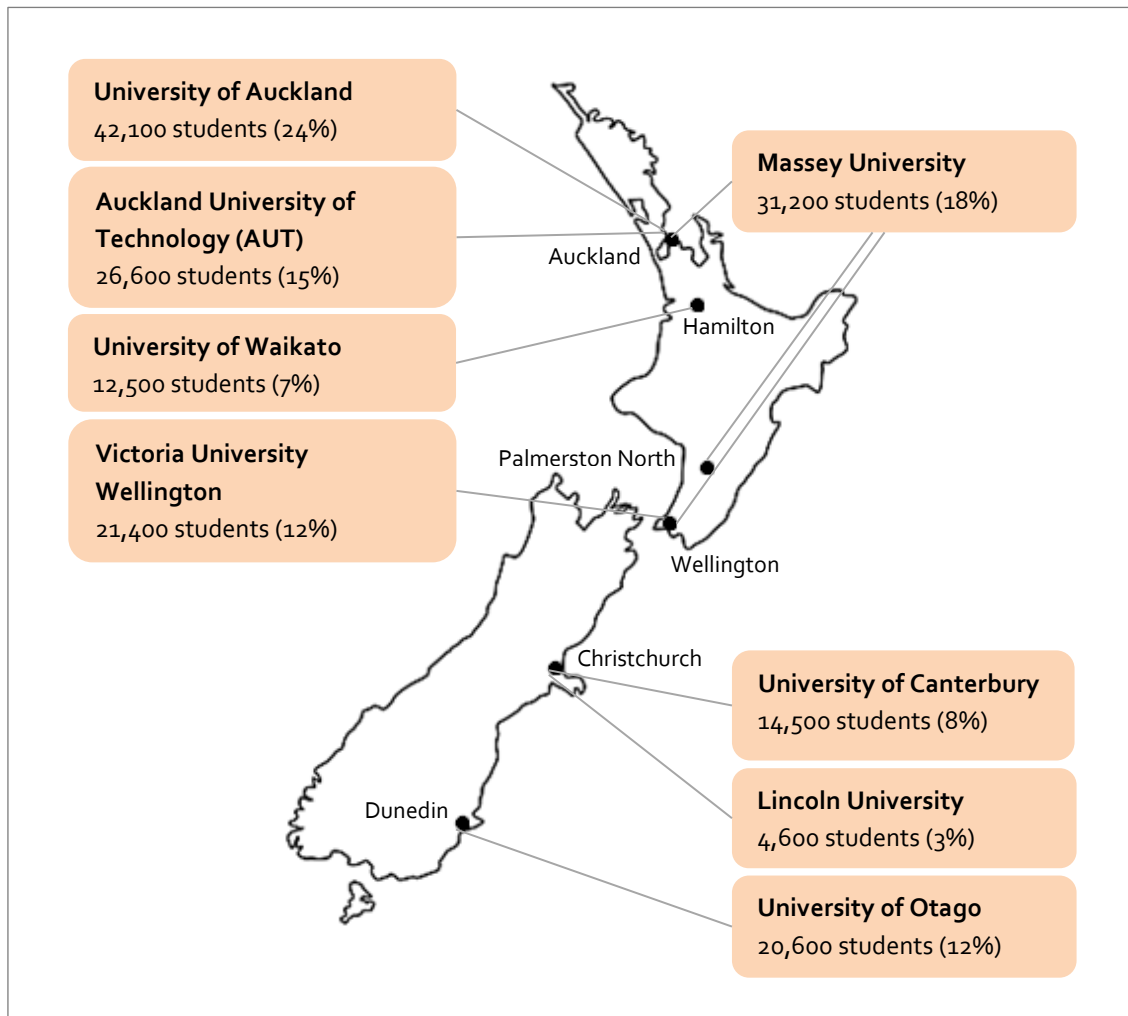 University of Auckland
42,100 students (24%)
Auckland University of
Technology (AUT)
26,600 students (15%)
University of Waikato
12,500 students (7%)
Victoria University
Wellington
21,400 students (12%)
Massey University
31,200 students (18%)
Auckland
Hamilton
Palmerston North
Wellington
Christchurch
Dunedin
University of Canterbury
14,500 students (8%)
Lincoln University
4,600 students (3%)
University of Otago
20,600 students (12%)